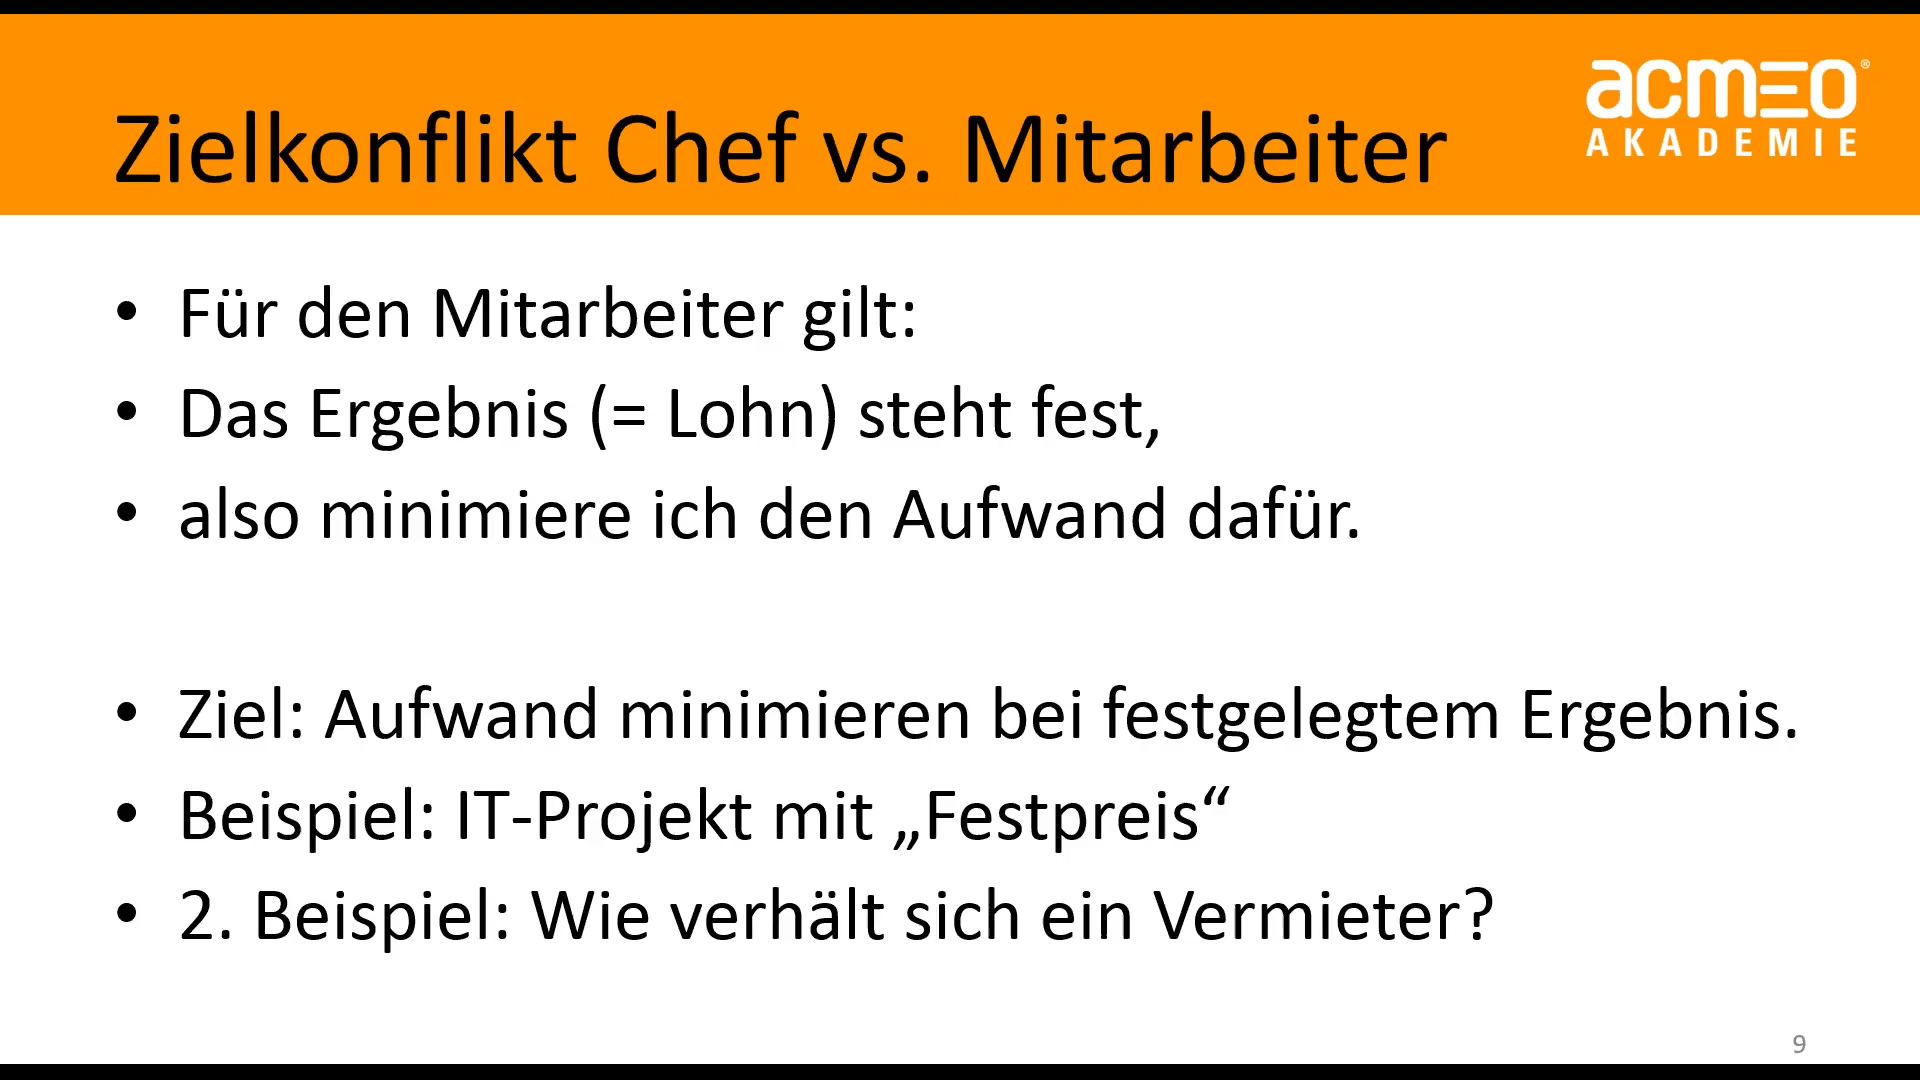 Zielkonflikt Chef vs. Mitarbeiter
acmeo®
AKADEMIE
• Für den Mitarbeiter gilt:
• Das Ergebnis (= Lohn) steht fest,
• also minimiere ich den Aufwand dafür.
• Ziel: Aufwand minimieren bei festgelegtem Ergebnis.
• Beispiel: IT-Projekt mit „Festpreis“
• 2. Beispiel: Wie verhält sich ein Vermieter?
9